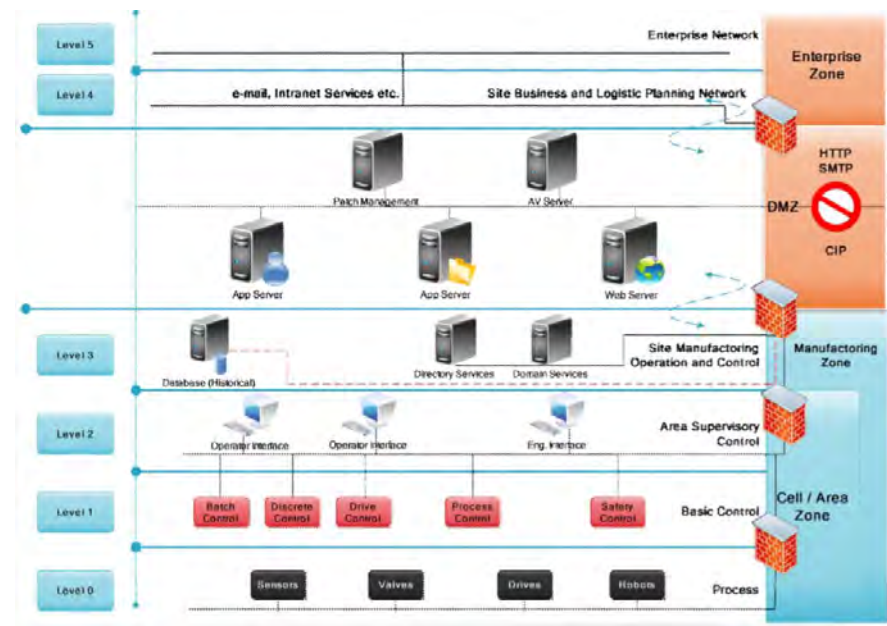 Level 5
Enterprise Network
Enterprise
Zone
Level 4
e-mail, Intranet Services etc.
Site Business and Logistic Planning Network
HTTP
SMTP
Patch Management
AV Server
DMZ
CIP
App Server
App Server
Web Server
Level 3
Database (Historical)
Directory Services
Domain Services
Site Manufactoring
Operation and Control
Manufactoring
Zone
Level 2
Operator Interface
Operator Interface
Eng. Interface
Area Supervisory
Control
Level 1
Batch
Control
Discrete
Control
Drive
Control
Process
Control
Safety
Control
Basic Control
Cell / Area
Zone
Level 0
Sensors
Valves
Drives
Robots
Process